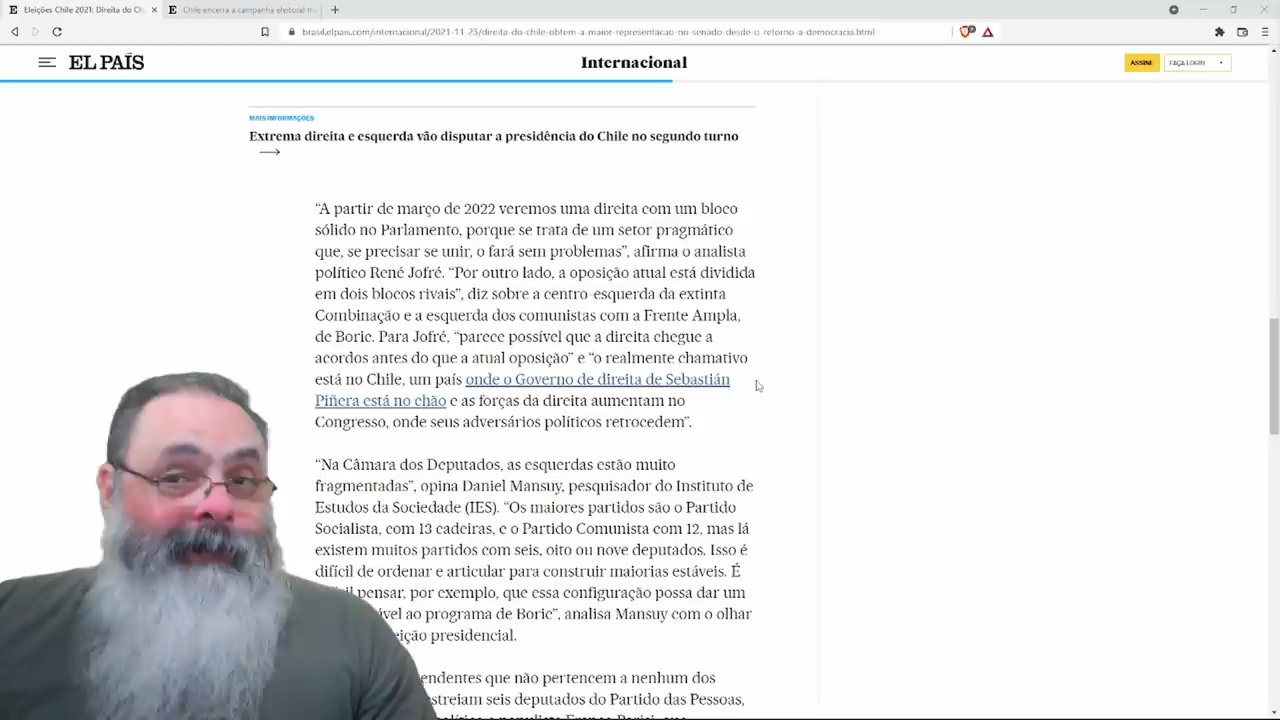 Eleições Chile 2021: Direita do Ch
Chile encerra a campanha eleitoral m
brasil.elpais.com/internacional/2021-11-23/direita-do-chile-obtem-a-maior-representacao-no-senado-desde-o-retorno-a-democracia.html
EL PAÍS
Internacional
ASSINE
FAÇA LOGIN
MAIS INFORMAÇÕES
Extrema direita e esquerda vão disputar a presidência do Chile no segundo turno
“A partir de março de 2022 veremos uma direita com um bloco
sólido no Parlamento, porque se trata de um setor pragmático
que, se precisar se unir, o fará sem problemas”, afirma o analista
político René Jofré. “Por outro lado, a oposição atual está dividida
em dois blocos rivais”, diz sobre a centro-esquerda da extinta
Combinação e a esquerda dos comunistas com a Frente Ampla,
de Boric. Para Jofré, “parece possível que a direita chegue a
acordos antes do que a atual oposição” e “o realmente chamativo
está no Chile, um país onde o Governo de direita de Sebastián
Piñera está no chão e as forças da direita aumentam no
Congresso, onde seus adversários políticos retrocedem”.
“Na Câmara dos Deputados, as esquerdas estão muito
fragmentadas”, opina Daniel Mansuy, pesquisador do Instituto de
Estudos da Sociedade (IES). “Os maiores partidos são o Partido
Socialista, com 13 cadeiras, e o Partido Comunista com 12, mas lá
existem muitos partidos com seis, oito ou nove deputados. Isso é
difícil de ordenar e articular para construir maiorias estáveis. É
pensar, por exemplo, que essa configuração possa dar um
ao programa de Boric”, analisa Mansuy com o olhar
presidencial.
que não pertencem a nenhum dos
seis deputados do Partido das Pessoas,